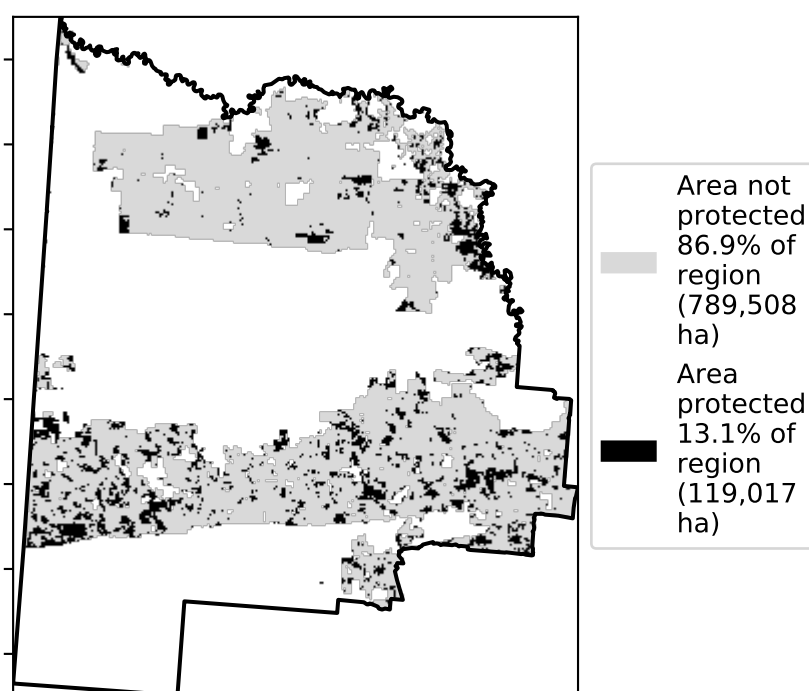 Area not
protected
86.9% of
region
(789,508
ha)
Area
protected
13.1% of
region
(119,017
ha)